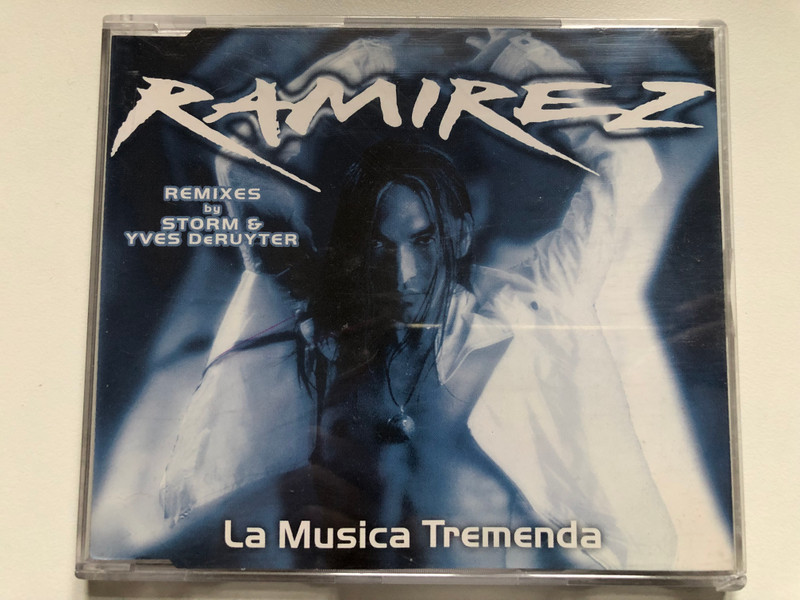 RAMIREZ
REMIXES
by
STORM &
YVES DeRUYTER
La Musica Tremenda